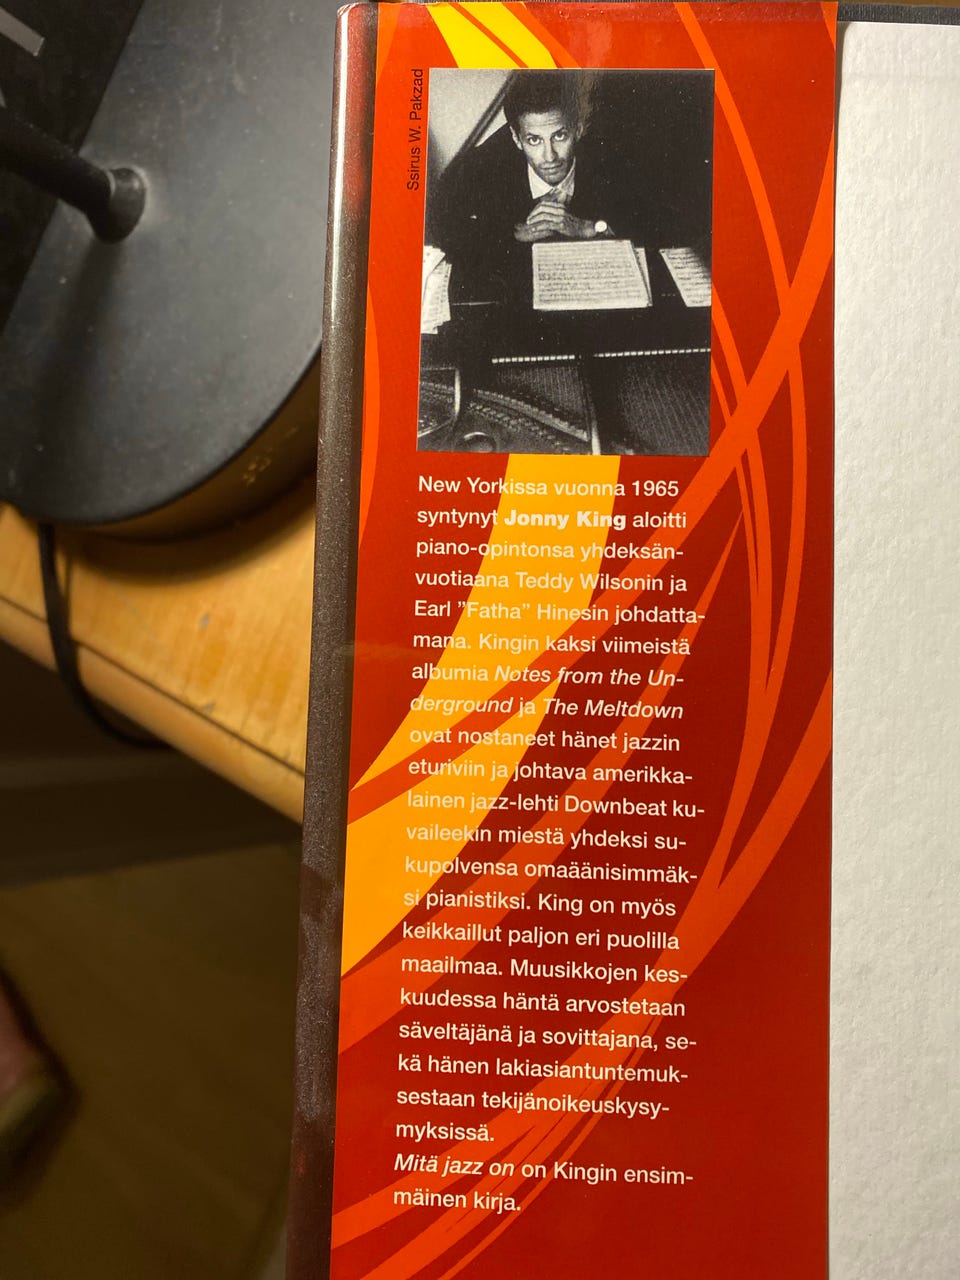 Ssirus W. Pakzad
New Yorkissa vuonna 1965
syntynyt Jonny King aloitti
piano-opintonsa yhdeksän-
vuotiaana Teddy Wilsonin ja
Earl ”Fatha” Hinesin johdatta-
mana. Kingin kaksi viimeistä
albumia Notes from the Un-
derground ja The Meltdown
ovat nostaneet hänet jazzin
eturiviin ja johtava amerikka-
lainen jazz-lehti Downbeat ku-
vaileekin miestä yhdeksi su-
kupolvensa omaäänisimmäk-
si pianistiksi. King on myös
keikkaillut paljon eri puolilla
maailmaa. Muusikkojen kes-
kuudessa häntä arvostetaan
säveltäjänä ja sovittajana, se-
kä hänen lakiasiantuntemuk-
sestaan tekijänoikeuskysy-
myksissä.
Mitä jazz on on Kingin ensim-
mäinen kirja.